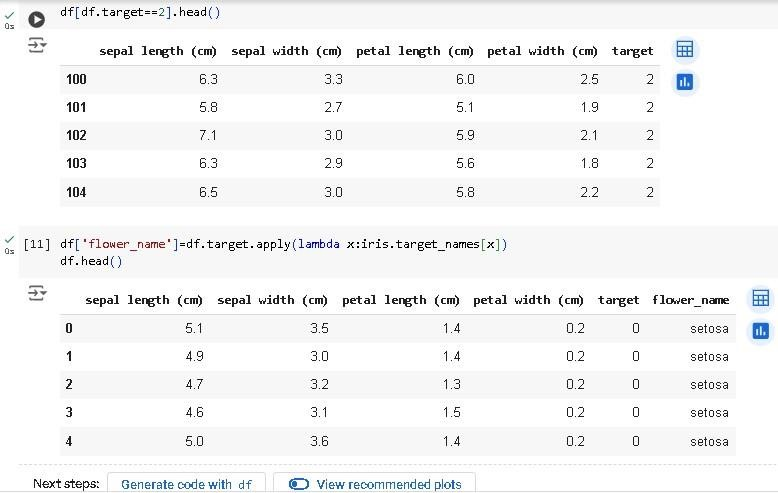 df[df.target==2].head()
0s
sepal length (cm) sepal width (cm) petal length (cm) petal width (cm) target
100 6.3 3.3 6.0 2.5 2
101 5.8 2.7 5.1 1.9 2
102 7.1 3.0 5.9 2.1 2
103 6.3 2.9 5.6 1.8 2
104 6.5 3.0 5.8 2.2 2
[11] df['flower_name']=df.target.apply(lambda x:iris.target_names[x])
0s
df.head()
sepal length (cm) sepal width (cm) petal length (cm) petal width (cm) target flower_name
0 5.1 3.5 1.4 0.2 0 setosa
1 4.9 3.0 1.4 0.2 0 setosa
2 4.7 3.2 1.3 0.2 0 setosa
3 4.6 3.1 1.5 0.2 0 setosa
4 5.0 3.6 1.4 0.2 0 setosa
Next steps: Generate code with df View recommended plots